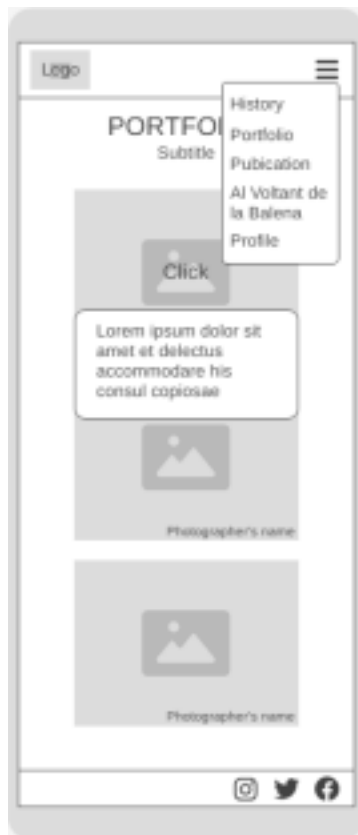 Logo
History
PORTFO
Subtitle
Portfolio
Pubication
Al Voltant de
la Balena
Profile
Click
Lorem ipsum dolor sit
amet et delectus
accommodare his
consul copiosae
Photographer's name
Photographer's name